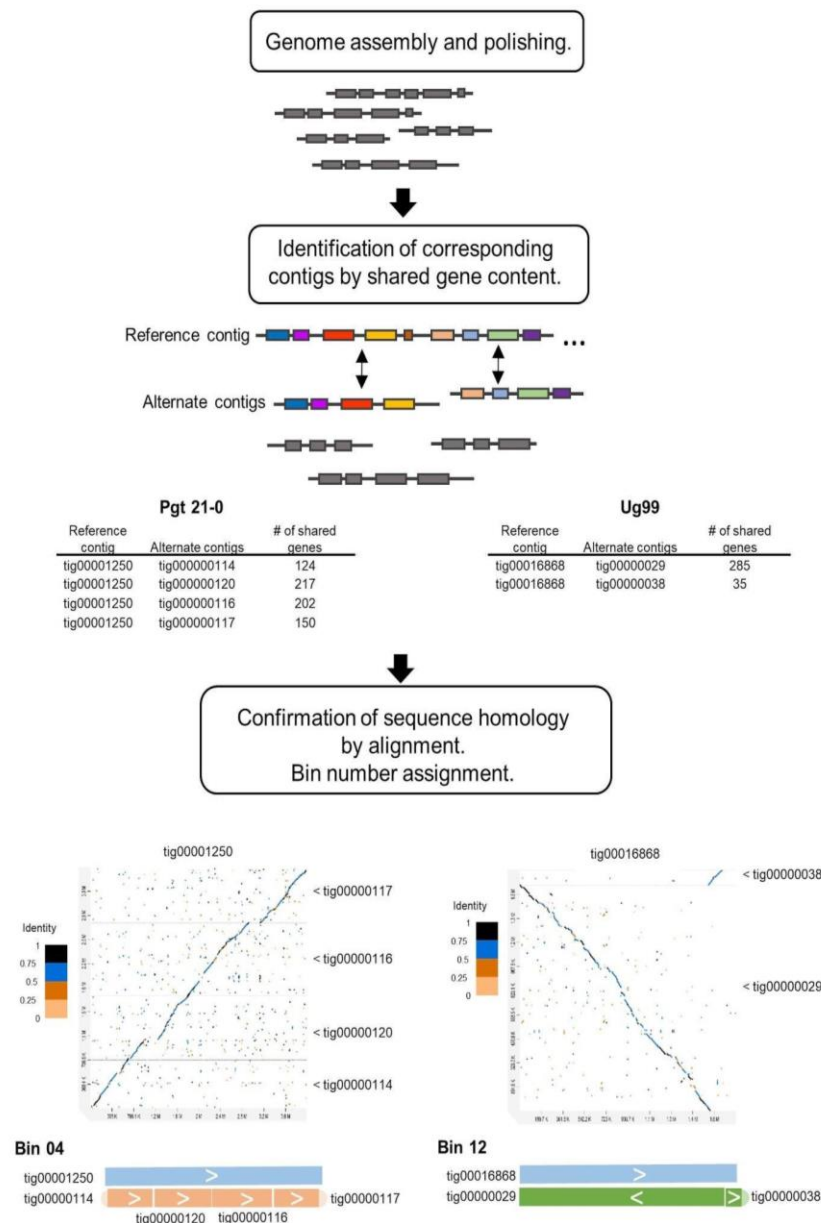 Genome assembly and polishing.
Identification of corresponding
contigs by shared gene content.
Reference contig
...
Alternate contigs
Pgt 21-0
Reference contig Alternate contigs # of shared genes
tig00001250 tig000000114 124
tig00001250 tig000000120 217
tig00001250 tig000000116 202
tig00001250 tig000000117 150
Ug99
Reference contig Alternate contigs # of shared genes
tig00016868 tig00000029 285
tig00016868 tig00000038 35
Confirmation of sequence homology
by alignment.
Bin number assignment.
tig00001250
< tig00000117
< tig00000116
< tig00000120
< tig00000114
Identity
1
0.75
0.5
0.25
0
tig00016868
< tig00000038
< tig00000029
Identity
1
0.75
0.5
0.25
0
Bin 04
tig00001250 >
tig00000114 > > > > tig00000117
tig00000120 tig00000116
Bin 12
tig00016868 >
tig00000029 < > tig00000038